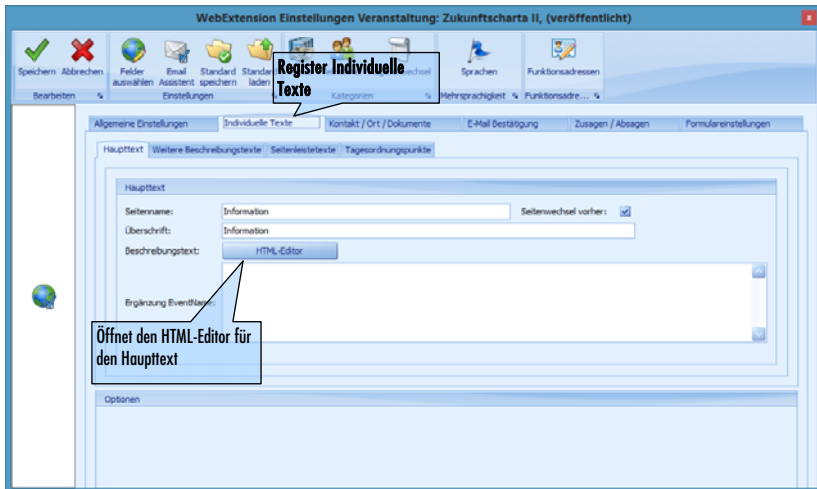 WebExtension Einstellungen Veranstaltung: Zukunftscharta II, (veröffentlicht)
Speichern Abbrechen
Felder auswählen
Email Assistent
Standard speichern
Standard laden
Sprachen
Funktionsadressen
Bearbeiten
Einstellungen
Kategorien
Mehrsprachigkeit
Funktionsadre...
Register Individuelle
Texte
Allgemeine Einstellungen
Individuelle Texte
Kontakt / Ort / Dokumente
E-Mail Bestätigung
Zusagen / Absagen
Formulareinstellungen
Haupttext
Weitere Beschreibungstexte
Seitenleistetexte
Tagesordnungspunkte
Haupttext
Seitenname: Information Seitenwechsel vorher:
Überschrift: Information
Beschreibungstext: HTML-Editor
Ergänzung EventName:
Öffnet den HTML-Editor für
den Haupttext
Optionen